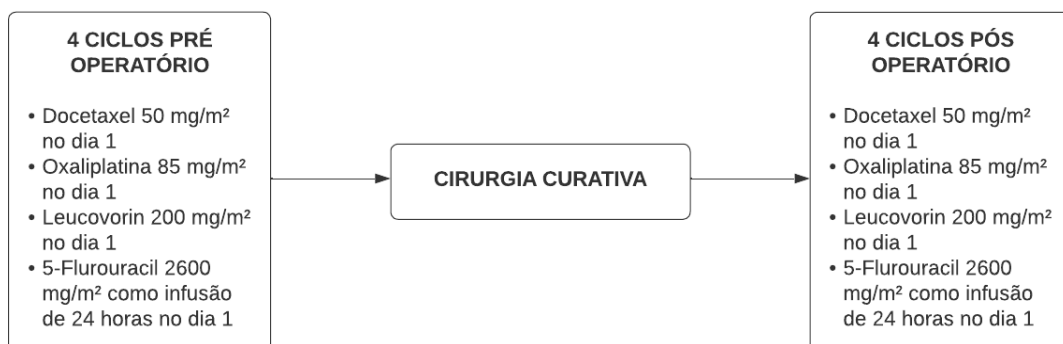 4 CICLOS PRÉ
OPERATÓRIO
• Docetaxel 50 mg/m²
no dia 1
• Oxaliplatina 85 mg/m²
no dia 1
• Leucovorin 200 mg/m²
no dia 1
• 5-Flurouracil 2600
mg/m² como infusão
de 24 horas no dia 1
CIRURGIA CURATIVA
4 CICLOS PÓS
OPERATÓRIO
• Docetaxel 50 mg/m²
no dia 1
• Oxaliplatina 85 mg/m²
no dia 1
• Leucovorin 200 mg/m²
no dia 1
• 5-Flurouracil 2600
mg/m² como infusão
de 24 horas no dia 1